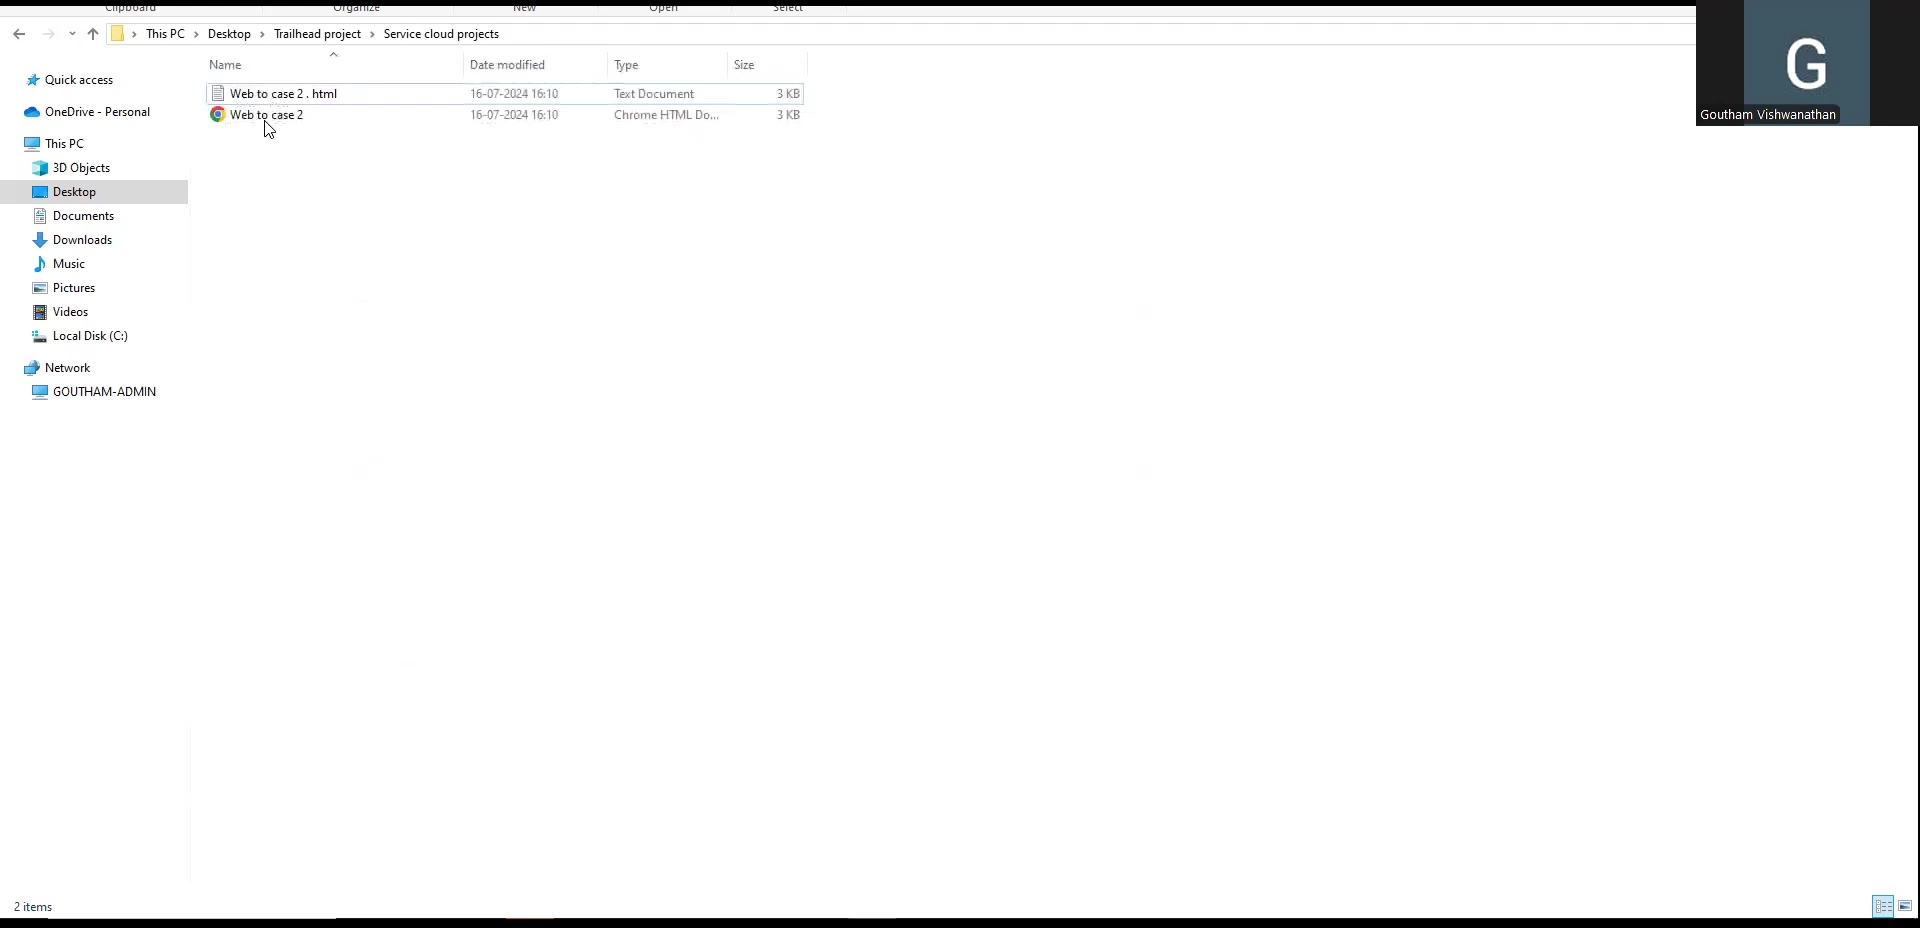 Clipboard Organize New Open Select
This PC Desktop Trailhead project Service cloud projects
G
Goutham Vishwanathan
Name Date modified Type Size
Web to case 2 . html 16-07-2024 16:10 Text Document 3 KB
Web to case 2 16-07-2024 16:10 Chrome HTML Do... 3 KB
Quick access
OneDrive - Personal
This PC
3D Objects
Desktop
Documents
Downloads
Music
Pictures
Videos
Local Disk (C:)
Network
GOUTHAM-ADMIN
2 items